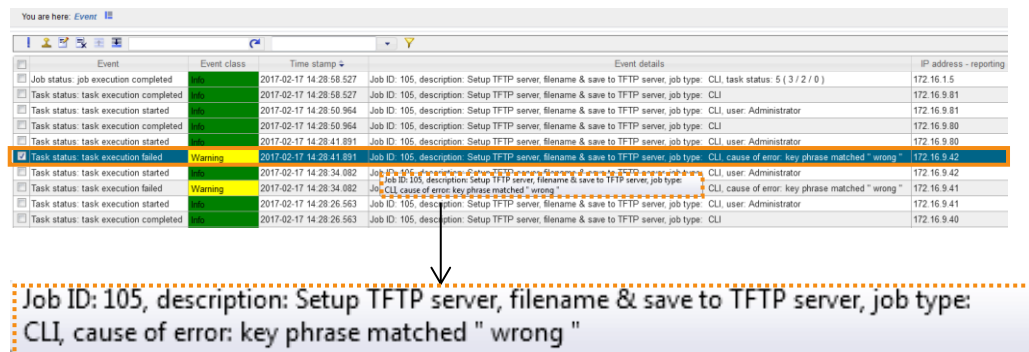 You are here: Event
Event Event class Time stamp Event details IP address - reporting
Job status: job execution completed Info 2017-02-17 14:28:58.527 Job ID: 105, description: Setup TFTP server, filename & save to TFTP server, job type: CLI, task status: 5 ( 3 / 2 / 0 ) 172.16.1.5
Task status: task execution completed Info 2017-02-17 14:28:58.527 Job ID: 105, description: Setup TFTP server, filename & save to TFTP server, job type: CLI 172.16.9.81
Task status: task execution started Info 2017-02-17 14:28:50.964 Job ID: 105, description: Setup TFTP server, filename & save to TFTP server, job type: CLI, user: Administrator 172.16.9.81
Task status: task execution completed Info 2017-02-17 14:28:50.964 Job ID: 105, description: Setup TFTP server, filename & save to TFTP server, job type: CLI 172.16.9.80
Task status: task execution started Info 2017-02-17 14:28:41.891 Job ID: 105, description: Setup TFTP server, filename & save to TFTP server, job type: CLI, user: Administrator 172.16.9.80
Task status: task execution failed Warning 2017-02-17 14:28:41.891 Job ID: 105, description: Setup TFTP server, filename & save to TFTP server, job type: CLI, cause of error: key phrase matched " wrong " 172.16.9.42
Task status: task execution started Info 2017-02-17 14:28:34.082 Job ID: 105, description: Setup TFTP server, filename & save to TFTP server, job type: CLI, user: Administrator 172.16.9.42
Job ID: 105, description: Setup TFTP server, filename & save to TFTP server, job type:
CLI, cause of error: key phrase matched " wrong "
Task status: task execution failed Warning 2017-02-17 14:28:34.082 CLI, cause of error: key phrase matched " wrong " 172.16.9.41
Task status: task execution started Info 2017-02-17 14:28:26.563 Job ID: 105, description: Setup TFTP server, filename & save to TFTP server, job type: CLI, user: Administrator 172.16.9.41
Task status: task execution completed Info 2017-02-17 14:28:26.563 Job ID: 105, description: Setup TFTP server, filename & save to TFTP server, job type: CLI 172.16.9.40
Job ID: 105, description: Setup TFTP server, filename & save to TFTP server, job type:
CLI, cause of error: key phrase matched " wrong "